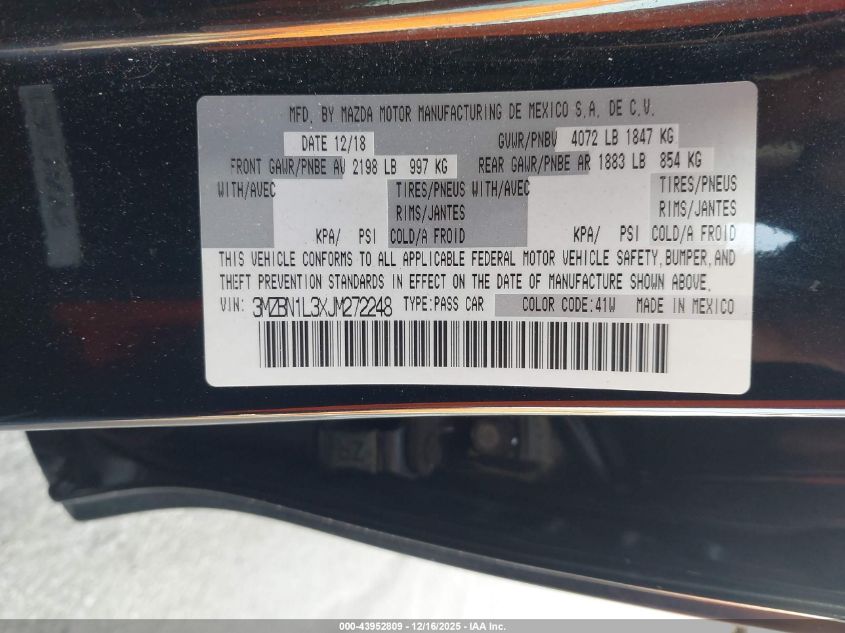 MFD. BY MAZDA MOTOR MANUFACTURING DE MEXICO S.A. DE C.V.
DATE 12/18 GVWR/PNBV 4072 LB 1847 KG
FRONT GAWR/PNBE AV 2198 LB 997 KG REAR GAWR/PNBE AR 1883 LB 854 KG
WITH/AVEC TIRES/PNEUS WITH/AVEC TIRES/PNEUS
RIMS/JANTES RIMS/JANTES
KPA/ PSI COLD/A FROID KPA/ PSI COLD/A FROID
THIS VEHICLE CONFORMS TO ALL APPLICABLE FEDERAL MOTOR VEHICLE SAFETY, BUMPER, AND
THEFT PREVENTION STANDARDS IN EFFECT ON THE DATE OF MANUFACTURE SHOWN ABOVE.
VIN: 3MZBN1L3XJM272248 TYPE:PASS CAR COLOR CODE:41W MADE IN MEXICO
000-43952809 - 12/16/2025 - IAA Inc.